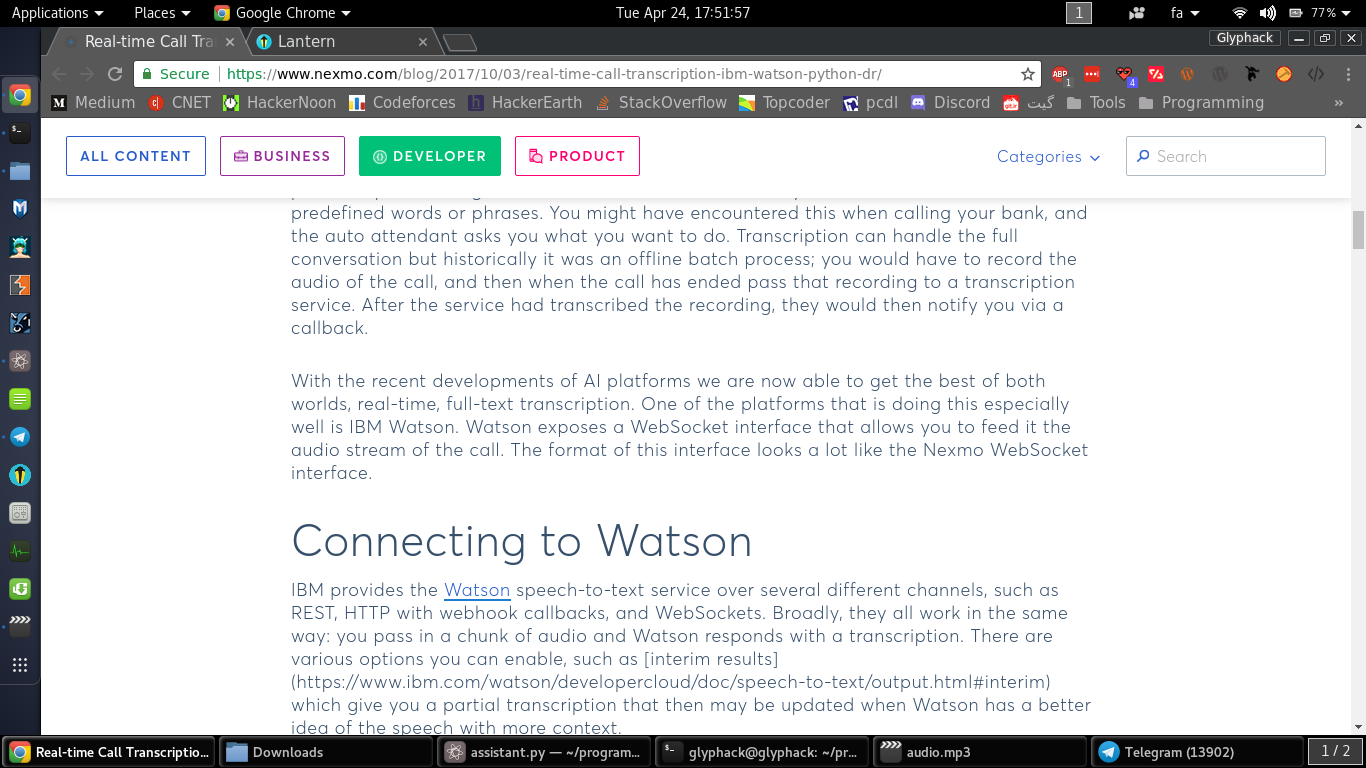 Applications Places Google Chrome Tue Apr 24, 17:51:57 1 fa 77%
Real-time Call Tra Lantern Glyphack
Secure https://www.nexmo.com/blog/2017/10/03/real-time-call-transcription-ibm-watson-python-dr/
Medium CNET HackerNoon Codeforces HackerEarth StackOverflow Topcoder pcdl Discord گیت Tools Programming »
ALL CONTENT BUSINESS DEVELOPER PRODUCT Categories Search
predefined words or phrases. You might have encountered this when calling your bank, and
the auto attendant asks you what you want to do. Transcription can handle the full
conversation but historically it was an offline batch process; you would have to record the
audio of the call, and then when the call has ended pass that recording to a transcription
service. After the service had transcribed the recording, they would then notify you via a
callback.
With the recent developments of AI platforms we are now able to get the best of both
worlds, real-time, full-text transcription. One of the platforms that is doing this especially
well is IBM Watson. Watson exposes a WebSocket interface that allows you to feed it the
audio stream of the call. The format of this interface looks a lot like the Nexmo WebSocket
interface.
Connecting to Watson
IBM provides the Watson speech-to-text service over several different channels, such as
REST, HTTP with webhook callbacks, and WebSockets. Broadly, they all work in the same
way: you pass in a chunk of audio and Watson responds with a transcription. There are
various options you can enable, such as [interim results]
(https://www.ibm.com/watson/developercloud/doc/speech-to-text/output.html#interim)
which give you a partial transcription that then may be updated when Watson has a better
idea of the speech with more context.
Real-time Call Transcriptio... Downloads assistant.py — ~/program... glyphack@glyphack: ~/pr... audio.mp3 Telegram (13902) 1 / 2